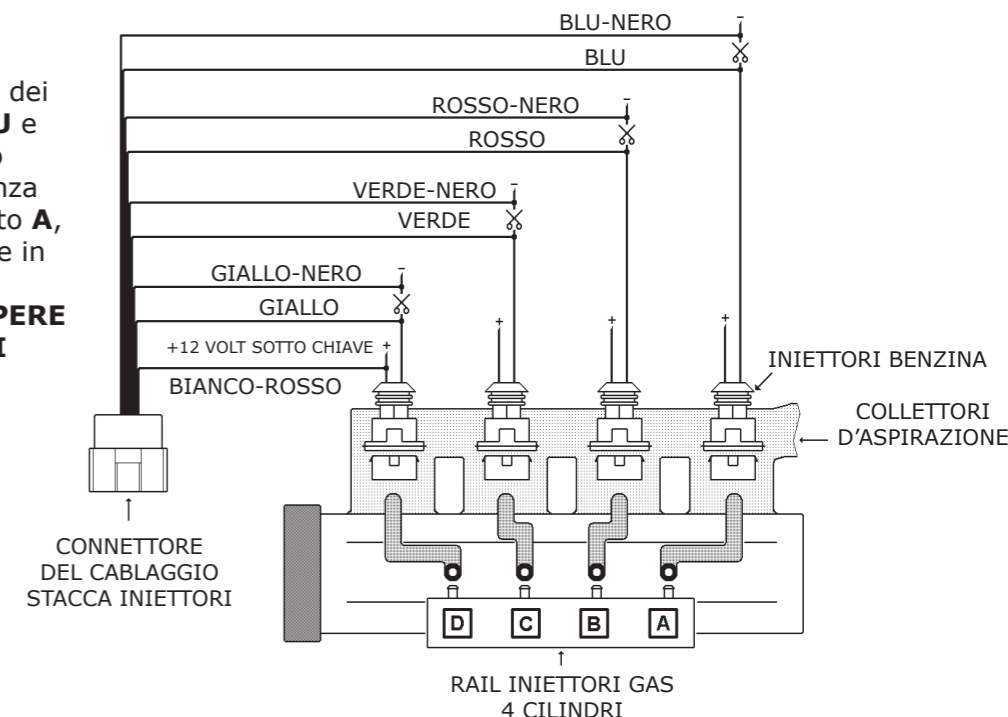 BLU-NERO
–
BLU
dei
U e
ROSSO-NERO
–
ROSSO
nza
VERDE-NERO
–
to A,
VERDE
e in
GIALLO-NERO
–
GIALLO
PERE
+12 VOLT SOTTO CHIAVE + + + +
BIANCO-ROSSO
INIETTORI BENZINA
COLLETTORI
D'ASPIRAZIONE
CONNETTORE
DEL CABLAGGIO
STACCA INIETTORI
D C B A
RAIL INIETTORI GAS
4 CILINDRI